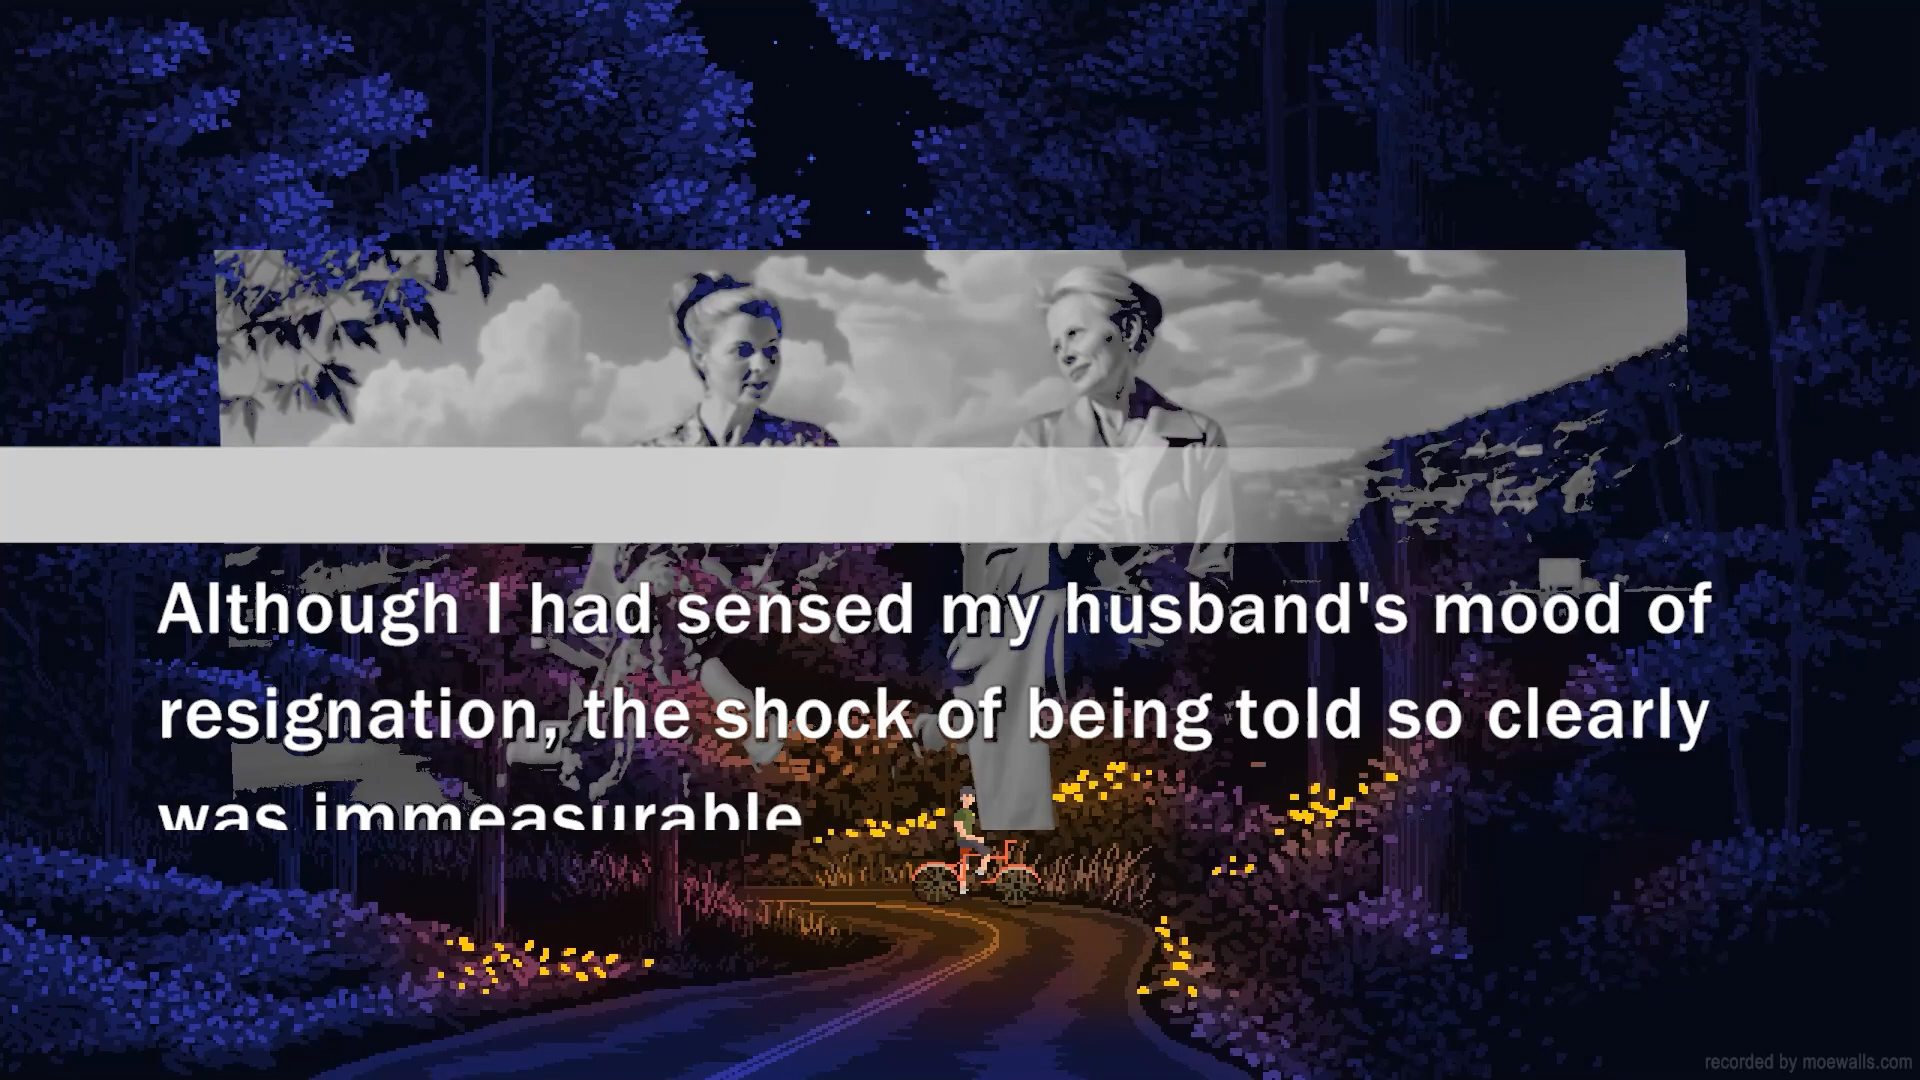 Although I had sensed my husband's mood of
resignation, the shock of being told so clearly
was immeasurable
recorded by moewalls.com